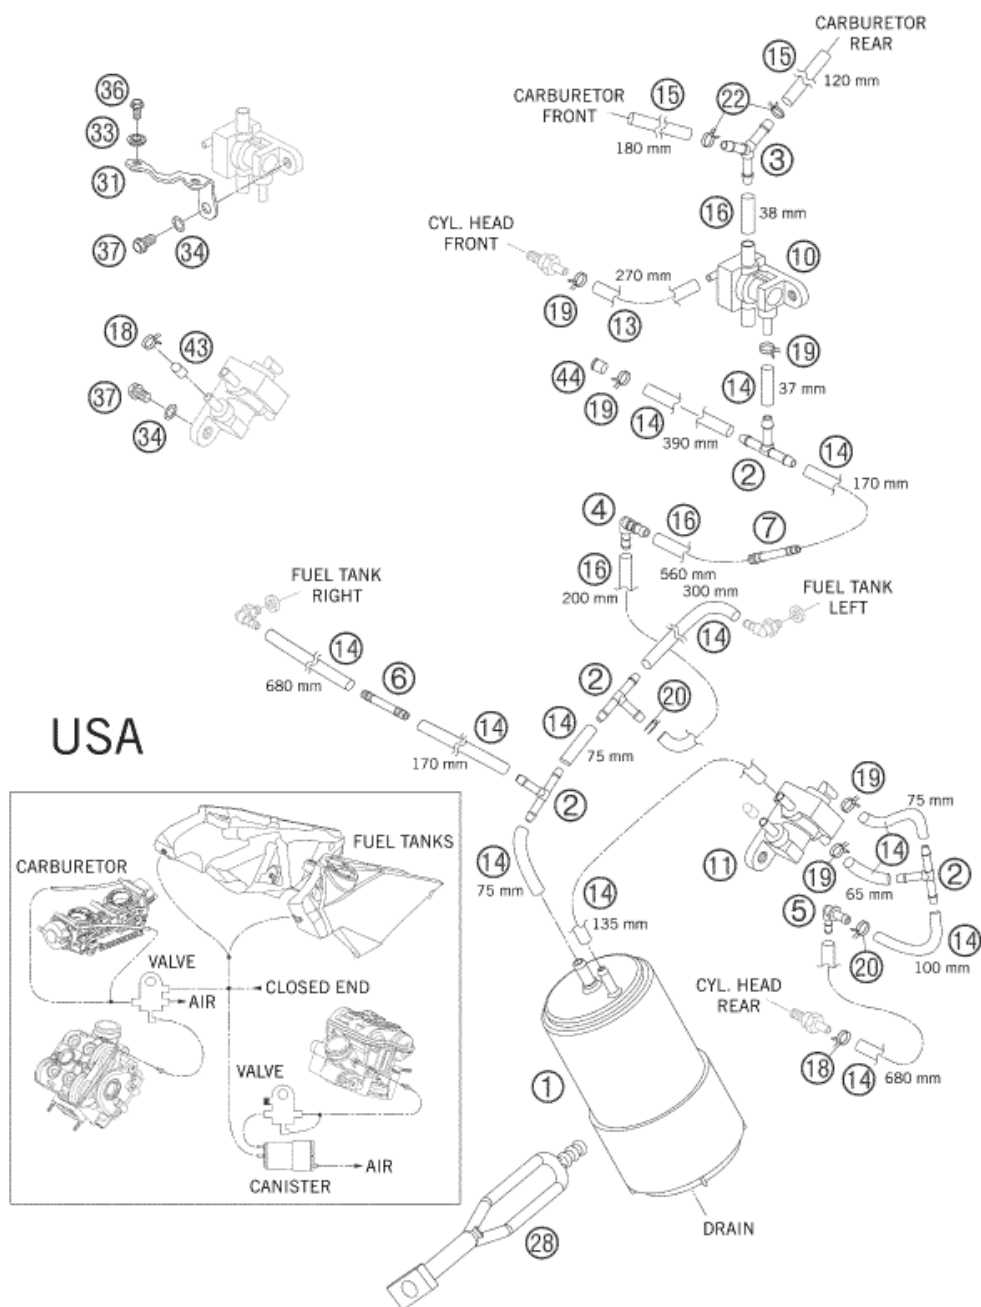 CARBURETOR
REAR
15
120 mm
36
15
22
CARBURETOR
FRONT
33
180 mm
3
31
16
38 mm
CYL. HEAD
FRONT
37
34
10
270 mm
19
13
18
43
19
44
14
37 mm
37
19
14
34
390 mm
2
14
170 mm
4
16
7
FUEL TANK
RIGHT
16
560 mm
200 mm
300 mm
FUEL TANK
LEFT
14
14
680 mm
6
2
20
USA
14
14
75 mm
170 mm
2
19
75 mm
FUEL TANKS
CARBURETOR
14
75 mm
11
14
19
65 mm
2
14
135 mm
5
VALVE
14
20
100 mm
CLOSED END
AIR
CYL. HEAD
REAR
VALVE
1
18
14
680 mm
AIR
CANISTER
DRAIN
28